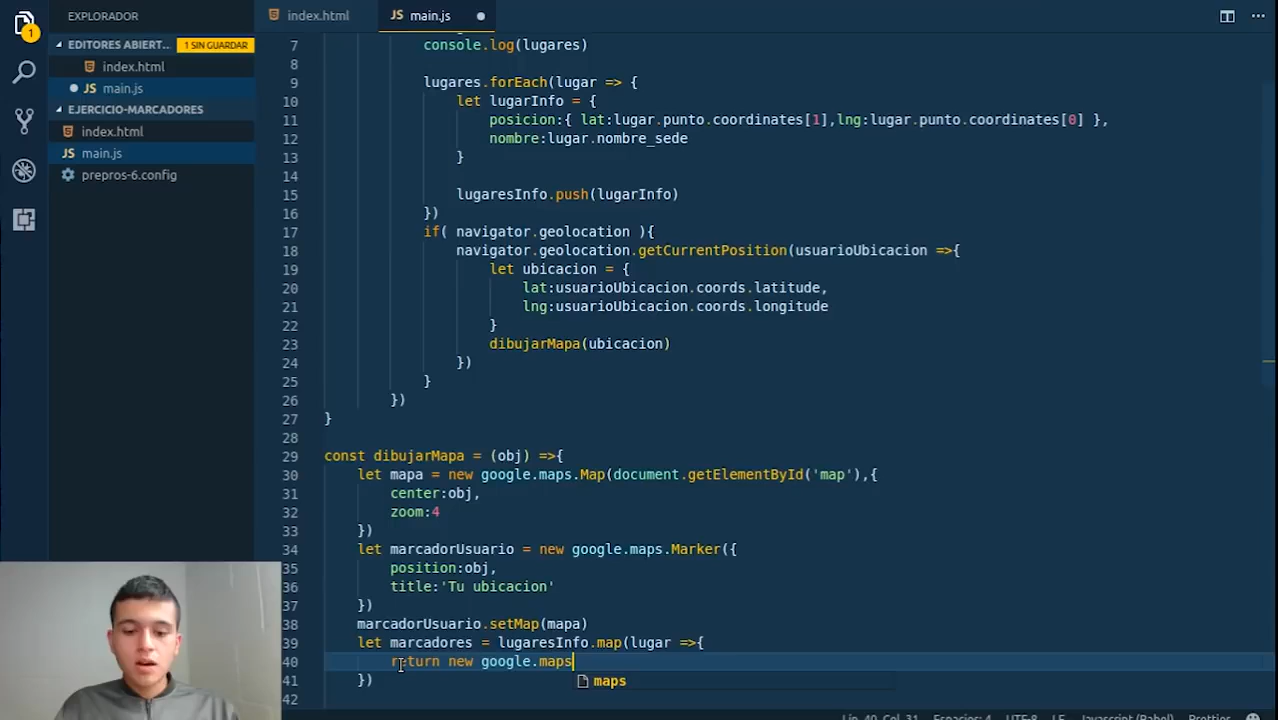 EXPLORADOR
index.html
JS main.js
EDITORES ABIERT...
1 SIN GUARDAR
index.html
JS main.js
EJERCICIO-MARCADORES
index.html
JS main.js
prepros-6.config
1
7 console.log(lugares)
8
9 lugares.forEach(lugar => {
10 let lugarInfo = {
11 posicion:{ lat:lugar.punto.coordinates[1],lng:lugar.punto.coordinates[0] },
12 nombre:lugar.nombre_sede
13 }
14
15 lugaresInfo.push(lugarInfo)
16 })
17 if( navigator.geolocation ){
18 navigator.geolocation.getCurrentPosition(usuarioUbicacion =>{
19 let ubicacion = {
20 lat:usuarioUbicacion.coords.latitude,
21 lng:usuarioUbicacion.coords.longitude
22 }
23 dibujarMapa(ubicacion)
24 })
25 }
26 })
27 }
28
29 const dibujarMapa = (obj) =>{
30 let mapa = new google.maps.Map(document.getElementById('map'),{
31 center:obj,
32 zoom:4
33 })
34 let marcadorUsuario = new google.maps.Marker({
35 position:obj,
36 title:'Tu ubicacion'
37 })
38 marcadorUsuario.setMap(mapa)
39 let marcadores = lugaresInfo.map(lugar =>{
40 return new google.maps
41 })
maps
42